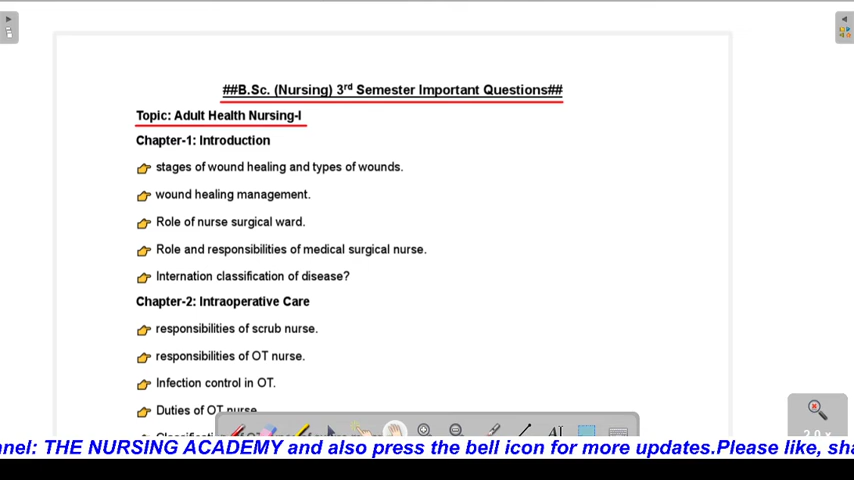 ##B.Sc. (Nursing) 3rd Semester Important Questions##
Topic: Adult Health Nursing-I
Chapter-1: Introduction
stages of wound healing and types of wounds.
wound healing management.
Role of nurse surgical ward.
Role and responsibilities of medical surgical nurse.
Internation classification of disease?
Chapter-2: Intraoperative Care
responsibilities of scrub nurse.
responsibilities of OT nurse.
Infection control in OT.
Duties of OT nurse
nnel: THE NURSING ACADEMY and also press the bell icon for more updates.Please like, sha